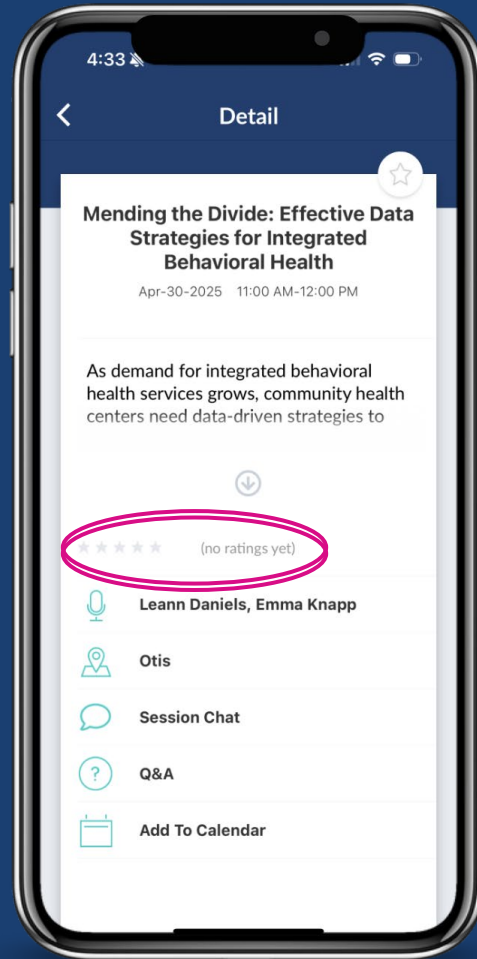 4:33
Detail
Mending the Divide: Effective Data
Strategies for Integrated
Behavioral Health
Apr-30-2025 11:00 AM-12:00 PM
As demand for integrated behavioral
health services grows, community health
centers need data-driven strategies to
(no ratings yet)
Leann Daniels, Emma Knapp
Otis
Session Chat
?
Q&A
Add To Calendar